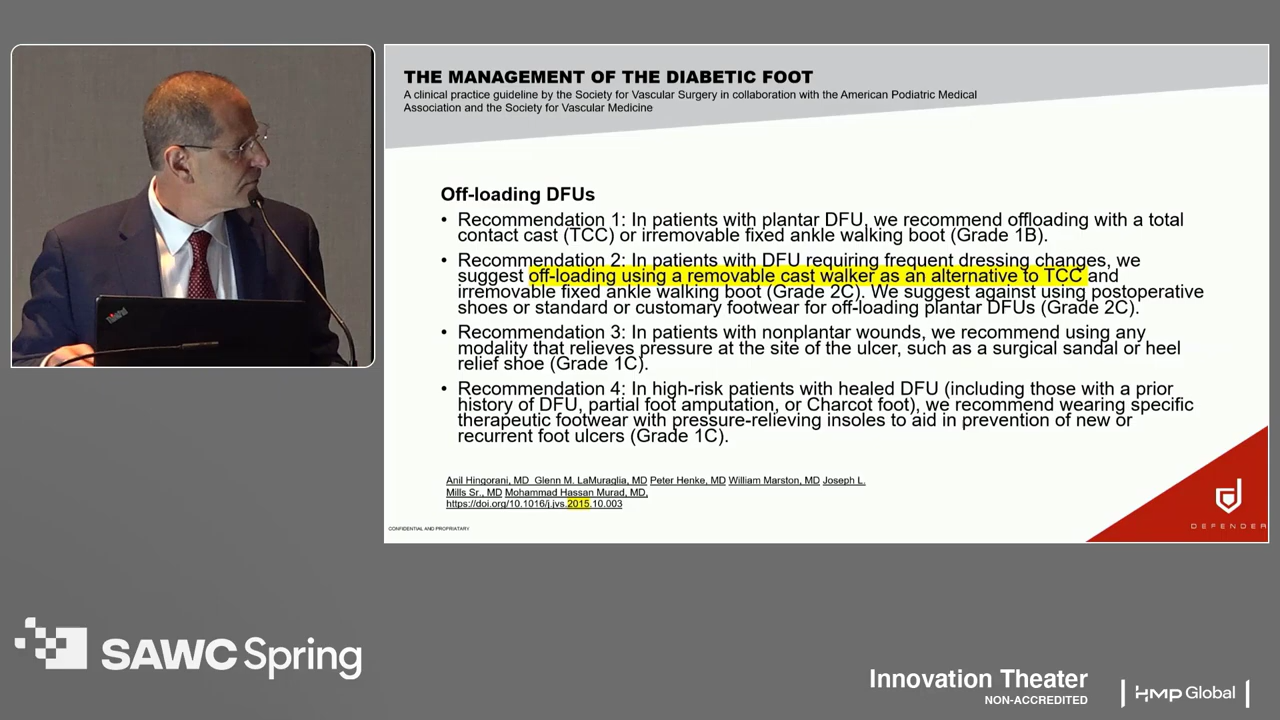 THE MANAGEMENT OF THE DIABETIC FOOT
A clinical practice guideline by the Society for Vascular Surgery in collaboration with the American Podiatric Medical
Association and the Society for Vascular Medicine
Off-loading DFUs
• Recommendation 1: In patients with plantar DFU, we recommend offloading with a total
contact cast (TCC) or irremovable fixed ankle walking boot (Grade 1B).
• Recommendation 2: In patients with DFU requiring frequent dressing changes, we
suggest off-loading using a removable cast walker as an alternative to TCC and
irremovable fixed ankle walking boot (Grade 2C). We suggest against using postoperative
shoes or standard or customary footwear for off-loading plantar DFUs (Grade 2C).
• Recommendation 3: In patients with nonplantar wounds, we recommend using any
modality that relieves pressure at the site of the ulcer, such as a surgical sandal or heel
relief shoe (Grade 1C).
• Recommendation 4: In high-risk patients with healed DFU (including those with a prior
history of DFU, partial foot amputation, or Charcot foot), we recommend wearing specific
therapeutic footwear with pressure-relieving insoles to aid in prevention of new or
recurrent foot ulcers (Grade 1C).
Anil Hingorani, MD Glenn M. LaMuraglia, MD Peter Henke, MD William Marston, MD Joseph L.
Mills Sr., MD Mohammad Hassan Murad, MD,
https://doi.org/10.1016/j.jvs.2015.10.003
CONFIDENTIAL AND PROPRIATARY
DEFENDER
SAWC Spring
Innovation Theater
NON-ACCREDITED
HMP Global